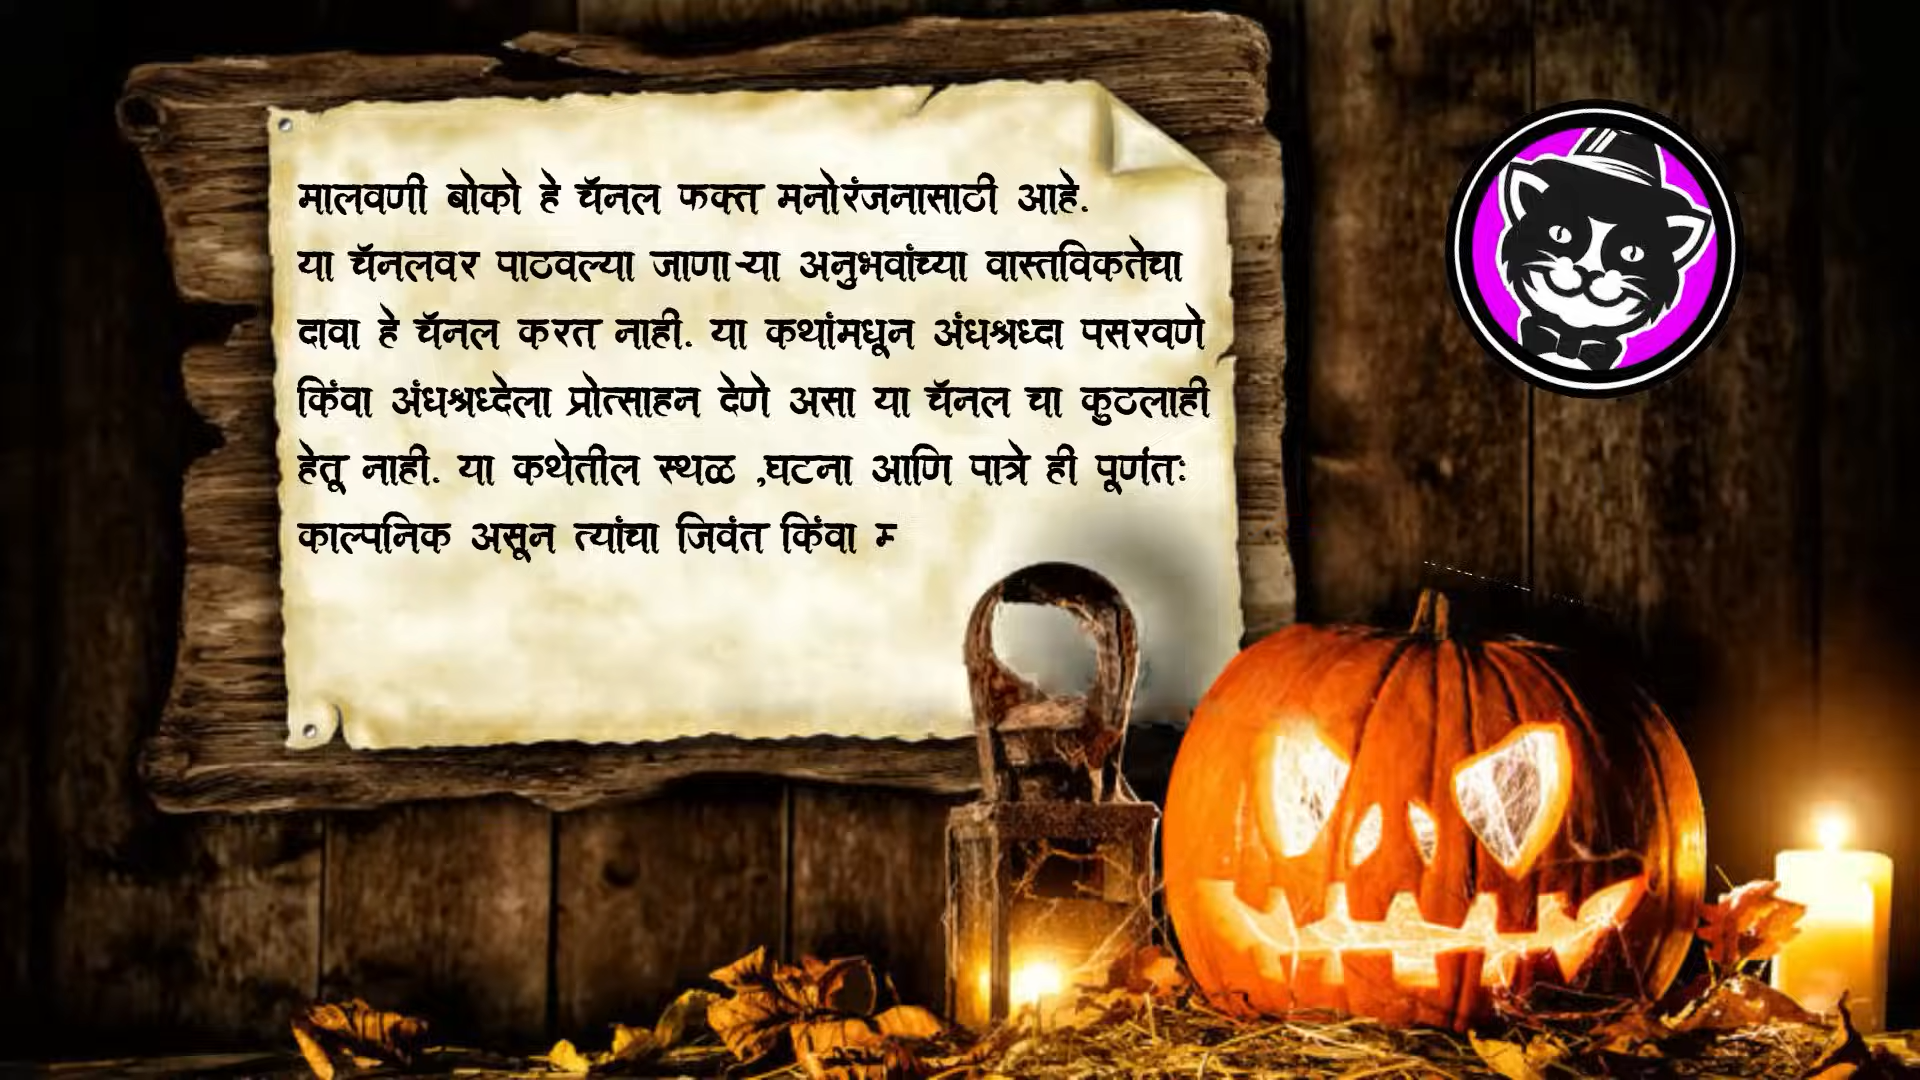 मालवणी बोको हे चॅनल फक्त मनोरंजनासाठी आहे.
या चॅनलवर पाठवल्या जाणाऱ्या अनुभवांच्या वास्तविकतेचा
दावा हे चॅनल करत नाही. या कथांमधून अंधश्रध्दा पसरवणे
किंवा अंधश्रध्देला प्रोत्साहन देणे असा या चॅनल चा कुठलाही
हेतू नाही. या कथेतील स्थळ ,घटना आणि पात्रे ही पूर्णतः
काल्पनिक असून त्यांचा जिवंत किंवा म